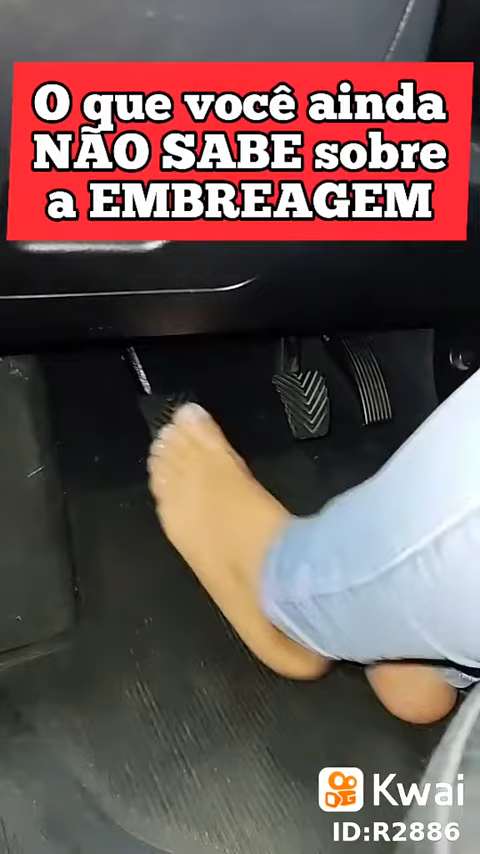 O que você ainda
NÃO SABE sobre
a EMBREAGEM
Kwai
ID:R2886